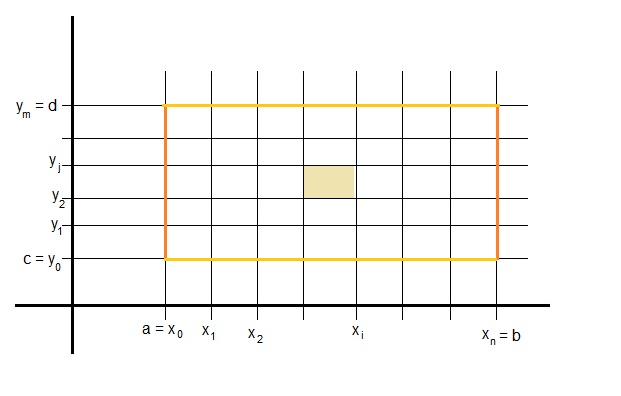 yₘ = d
yⱼ
y₂
y₁
c = y₀
a = x₀
x₁
x₂
xᵢ
xₙ = b